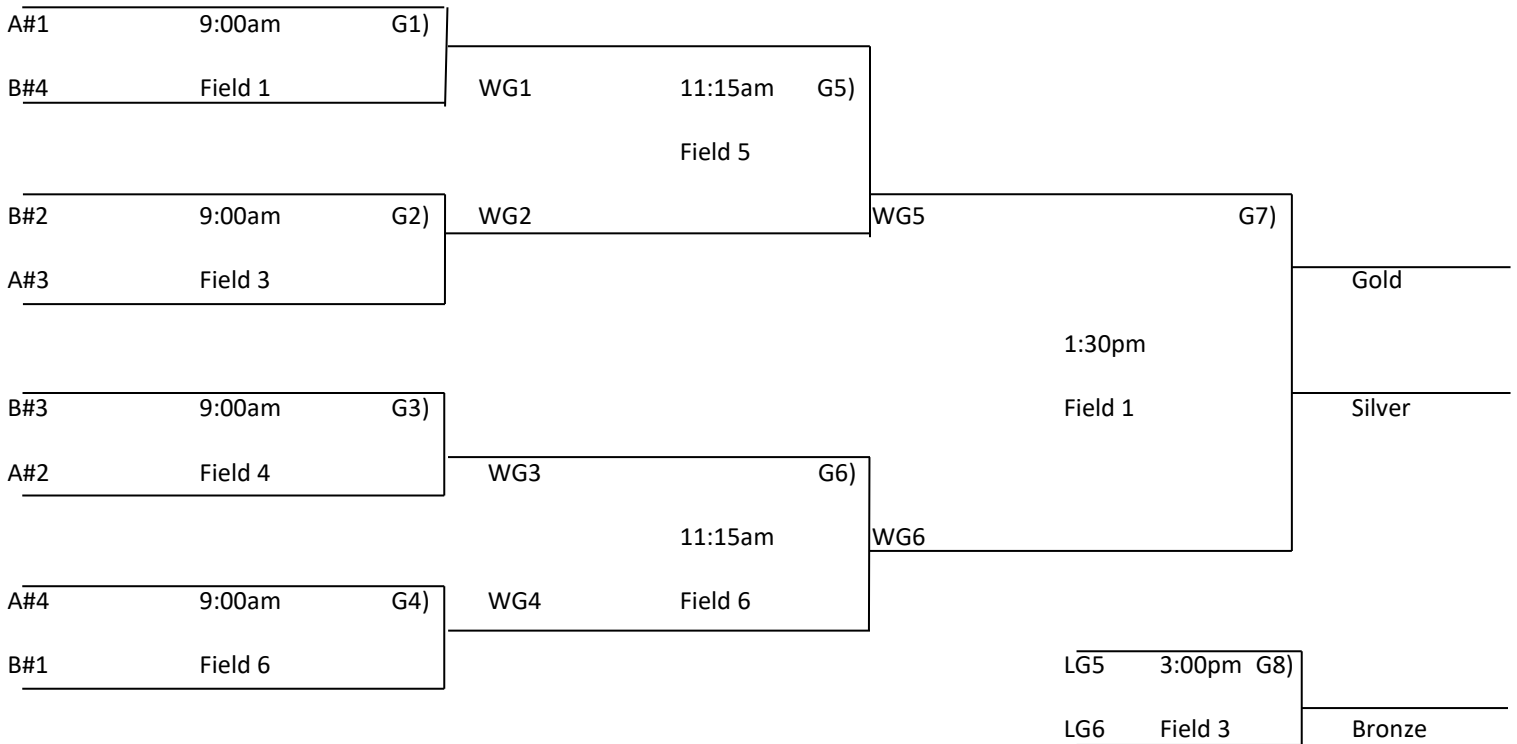 A#1 9:00am G1)
B#4 Field 1 WG1 11:15am G5)
Field 5
B#2 9:00am G2) WG2 WG5 G7)
A#3 Field 3 Gold
1:30pm
B#3 9:00am G3) Field 1 Silver
A#2 Field 4 WG3 G6)
11:15am WG6
A#4 9:00am G4) WG4 Field 6
B#1 Field 6 LG5 3:00pm G8)
LG6 Field 3 Bronze